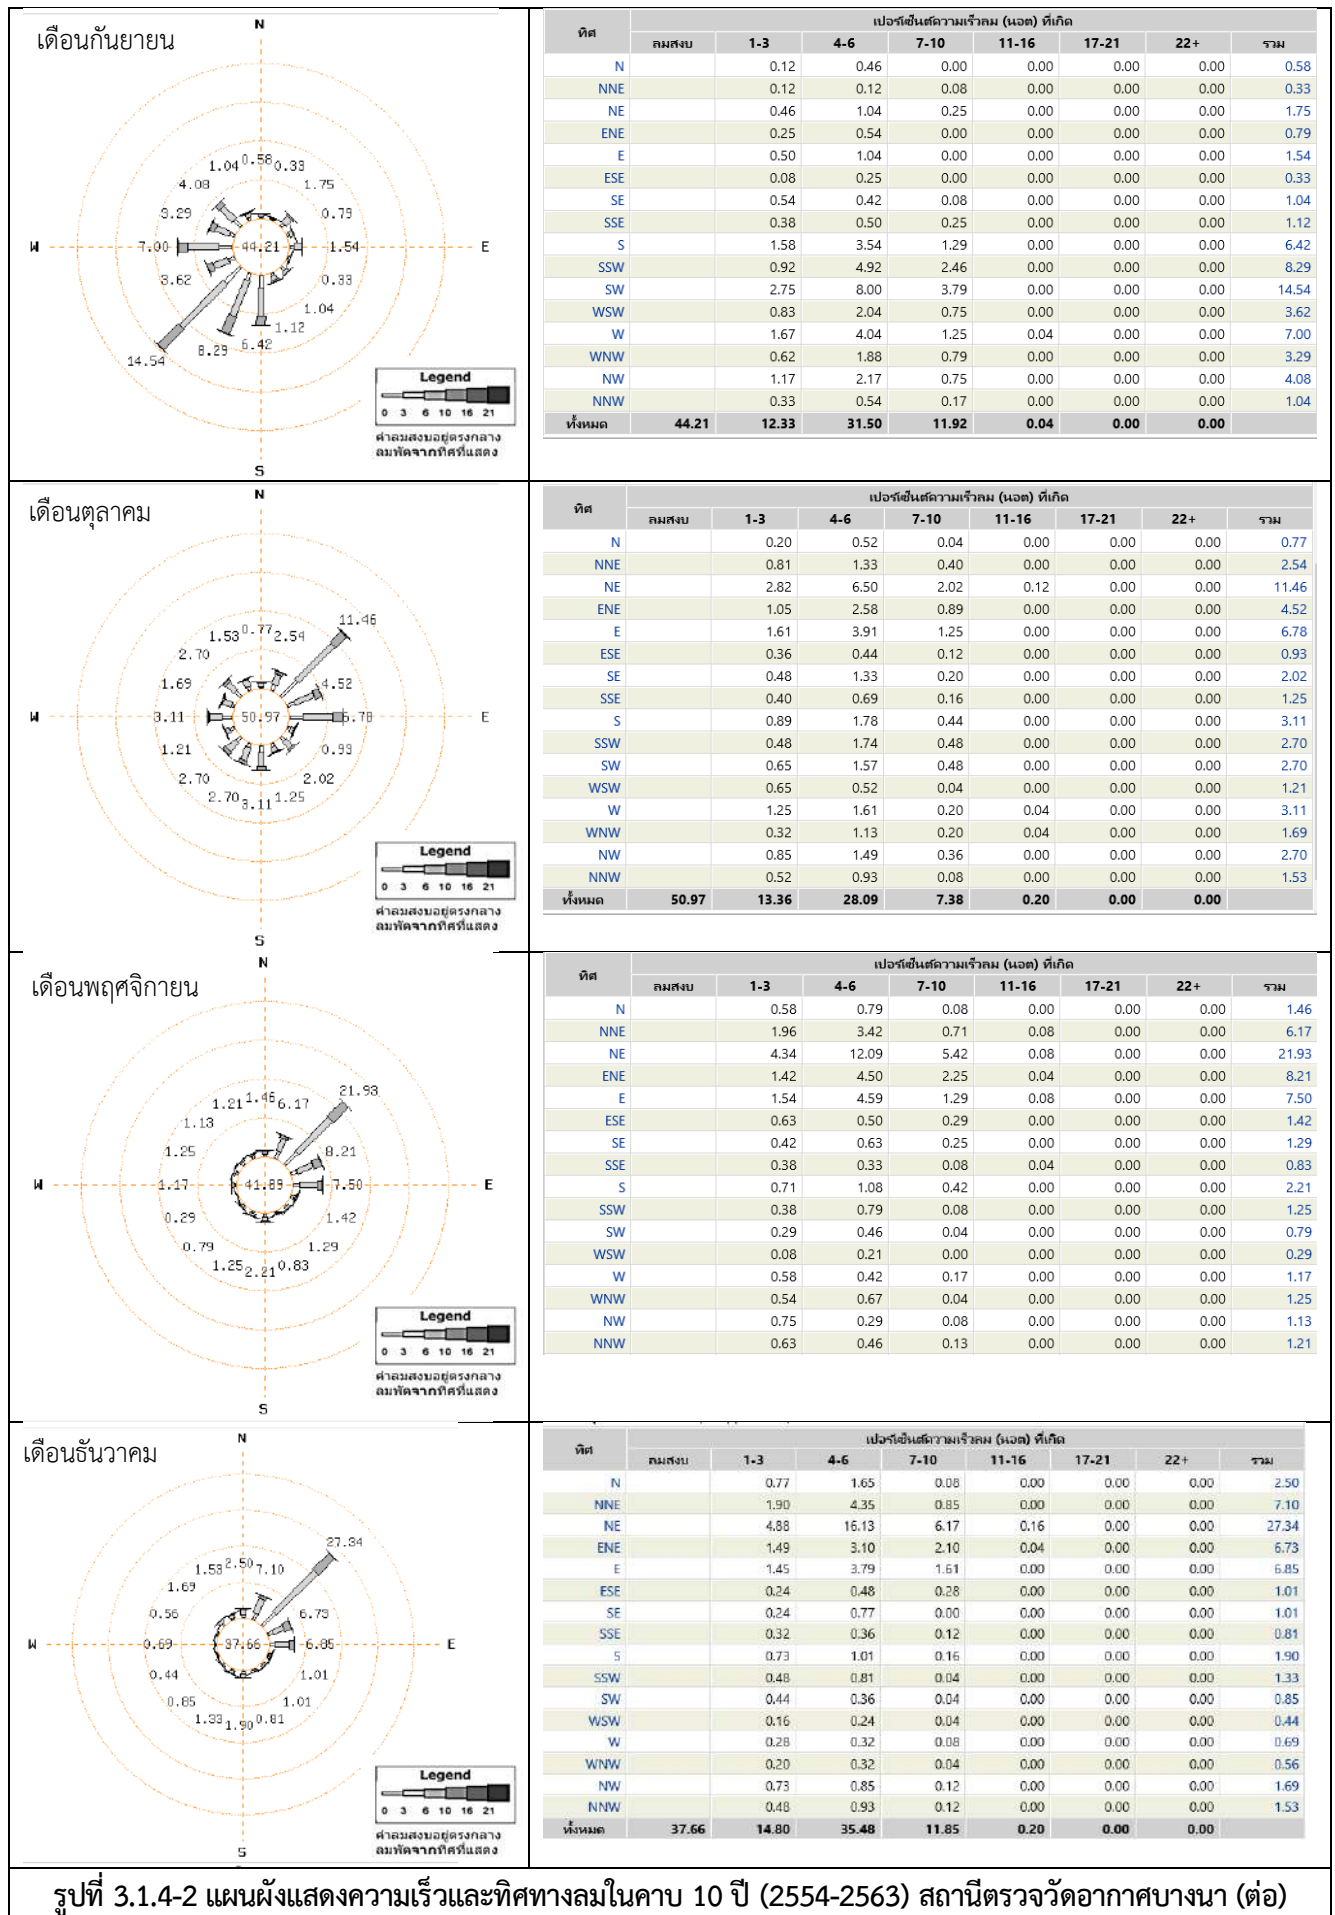 เดือนกันยายน
N
1.04 0.58 0.33
4.08 1.75
3.29 0.79
W 7.00 44.21 1.54 E
3.62 0.33
1.04
1.12
14.54 8.29 6.42
Legend
0 3 6 10 16 21
ค่าลมสงบอยู่ตรงกลาง
ลมพัดจากทิศที่แสดง
S
ทิศ เปอร์เซ็นต์ความเร็วลม (นอต) ที่เกิด
ลมสงบ 1-3 4-6 7-10 11-16 17-21 22+ รวม
N 0.12 0.46 0.00 0.00 0.00 0.00 0.58
NNE 0.12 0.12 0.08 0.00 0.00 0.00 0.33
NE 0.46 1.04 0.25 0.00 0.00 0.00 1.75
ENE 0.25 0.54 0.00 0.00 0.00 0.00 0.79
E 0.50 1.04 0.00 0.00 0.00 0.00 1.54
ESE 0.08 0.25 0.00 0.00 0.00 0.00 0.33
SE 0.54 0.42 0.08 0.00 0.00 0.00 1.04
SSE 0.38 0.50 0.25 0.00 0.00 0.00 1.12
S 1.58 3.54 1.29 0.00 0.00 0.00 6.42
SSW 0.92 4.92 2.46 0.00 0.00 0.00 8.29
SW 2.75 8.00 3.79 0.00 0.00 0.00 14.54
WSW 0.83 2.04 0.75 0.00 0.00 0.00 3.62
W 1.67 4.04 1.25 0.04 0.00 0.00 7.00
WNW 0.62 1.88 0.79 0.00 0.00 0.00 3.29
NW 1.17 2.17 0.75 0.00 0.00 0.00 4.08
NNW 0.33 0.54 0.17 0.00 0.00 0.00 1.04
ทั้งหมด 44.21 12.33 31.50 11.92 0.04 0.00 0.00
เดือนตุลาคม
N
11.46
1.53 0.77 2.54
2.70
1.69 4.52
W 3.11 50.97 6.78 E
1.21 0.93
2.70 2.02
2.70 3.11 1.25
Legend
0 3 6 10 16 21
ค่าลมสงบอยู่ตรงกลาง
ลมพัดจากทิศที่แสดง
S
ทิศ เปอร์เซ็นต์ความเร็วลม (นอต) ที่เกิด
ลมสงบ 1-3 4-6 7-10 11-16 17-21 22+ รวม
N 0.20 0.52 0.04 0.00 0.00 0.00 0.77
NNE 0.81 1.33 0.40 0.00 0.00 0.00 2.54
NE 2.82 6.50 2.02 0.12 0.00 0.00 11.46
ENE 1.05 2.58 0.89 0.00 0.00 0.00 4.52
E 1.61 3.91 1.25 0.00 0.00 0.00 6.78
ESE 0.36 0.44 0.12 0.00 0.00 0.00 0.93
SE 0.48 1.33 0.20 0.00 0.00 0.00 2.02
SSE 0.40 0.69 0.16 0.00 0.00 0.00 1.25
S 0.89 1.78 0.44 0.00 0.00 0.00 3.11
SSW 0.48 1.74 0.48 0.00 0.00 0.00 2.70
SW 0.65 1.57 0.48 0.00 0.00 0.00 2.70
WSW 0.65 0.52 0.04 0.00 0.00 0.00 1.21
W 1.25 1.61 0.20 0.04 0.00 0.00 3.11
WNW 0.32 1.13 0.20 0.04 0.00 0.00 1.69
NW 0.85 1.49 0.36 0.00 0.00 0.00 2.70
NNW 0.52 0.93 0.08 0.00 0.00 0.00 1.53
ทั้งหมด 50.97 13.36 28.09 7.38 0.20 0.00 0.00
เดือนพฤศจิกายน
N
21.93
1.21 1.46 6.17
1.13
1.25 8.21
W 1.17 41.89 7.50 E
0.29 1.42
0.79 1.29
1.25 2.21 0.83
Legend
0 3 6 10 16 21
ค่าลมสงบอยู่ตรงกลาง
ลมพัดจากทิศที่แสดง
S
ทิศ เปอร์เซ็นต์ความเร็วลม (นอต) ที่เกิด
ลมสงบ 1-3 4-6 7-10 11-16 17-21 22+ รวม
N 0.58 0.79 0.08 0.00 0.00 0.00 1.46
NNE 1.96 3.42 0.71 0.08 0.00 0.00 6.17
NE 4.34 12.09 5.42 0.08 0.00 0.00 21.93
ENE 1.42 4.50 2.25 0.04 0.00 0.00 8.21
E 1.54 4.59 1.29 0.08 0.00 0.00 7.50
ESE 0.63 0.50 0.29 0.00 0.00 0.00 1.42
SE 0.42 0.63 0.25 0.00 0.00 0.00 1.29
SSE 0.38 0.33 0.08 0.04 0.00 0.00 0.83
S 0.71 1.08 0.42 0.00 0.00 0.00 2.21
SSW 0.38 0.79 0.08 0.00 0.00 0.00 1.25
SW 0.29 0.46 0.04 0.00 0.00 0.00 0.79
WSW 0.08 0.21 0.00 0.00 0.00 0.00 0.29
W 0.58 0.42 0.17 0.00 0.00 0.00 1.17
WNW 0.54 0.67 0.04 0.00 0.00 0.00 1.25
NW 0.75 0.29 0.08 0.00 0.00 0.00 1.13
NNW 0.63 0.46 0.13 0.00 0.00 0.00 1.21
เดือนธันวาคม
N
27.34
1.53 2.50 7.10
1.69
0.56 6.73
W 0.69 37.66 6.85 E
0.44 1.01
0.85 1.01
1.33 1.90 0.81
Legend
0 3 6 10 16 21
ค่าลมสงบอยู่ตรงกลาง
ลมพัดจากทิศที่แสดง
S
ทิศ เปอร์เซ็นต์ความเร็วลม (นอต) ที่เกิด
ลมสงบ 1-3 4-6 7-10 11-16 17-21 22+ รวม
N 0.77 1.65 0.08 0.00 0.00 0.00 2.50
NNE 1.90 4.35 0.85 0.00 0.00 0.00 7.10
NE 4.88 16.13 6.17 0.16 0.00 0.00 27.34
ENE 1.49 3.10 2.10 0.04 0.00 0.00 6.73
E 1.45 3.79 1.61 0.00 0.00 0.00 6.85
ESE 0.24 0.48 0.28 0.00 0.00 0.00 1.01
SE 0.24 0.77 0.00 0.00 0.00 0.00 1.01
SSE 0.32 0.36 0.12 0.00 0.00 0.00 0.81
S 0.73 1.01 0.16 0.00 0.00 0.00 1.90
SSW 0.48 0.81 0.04 0.00 0.00 0.00 1.33
SW 0.44 0.36 0.04 0.00 0.00 0.00 0.85
WSW 0.16 0.24 0.04 0.00 0.00 0.00 0.44
W 0.28 0.32 0.08 0.00 0.00 0.00 0.69
WNW 0.20 0.32 0.04 0.00 0.00 0.00 0.56
NW 0.73 0.85 0.12 0.00 0.00 0.00 1.69
NNW 0.48 0.93 0.12 0.00 0.00 0.00 1.53
ทั้งหมด 37.66 14.80 35.48 11.85 0.20 0.00 0.00
รูปที่ 3.1.4-2 แผนผังแสดงความเร็วและทิศทางลมในคาบ 10 ปี (2554-2563) สถานีตรวจวัดอากาศบางนา (ต่อ)